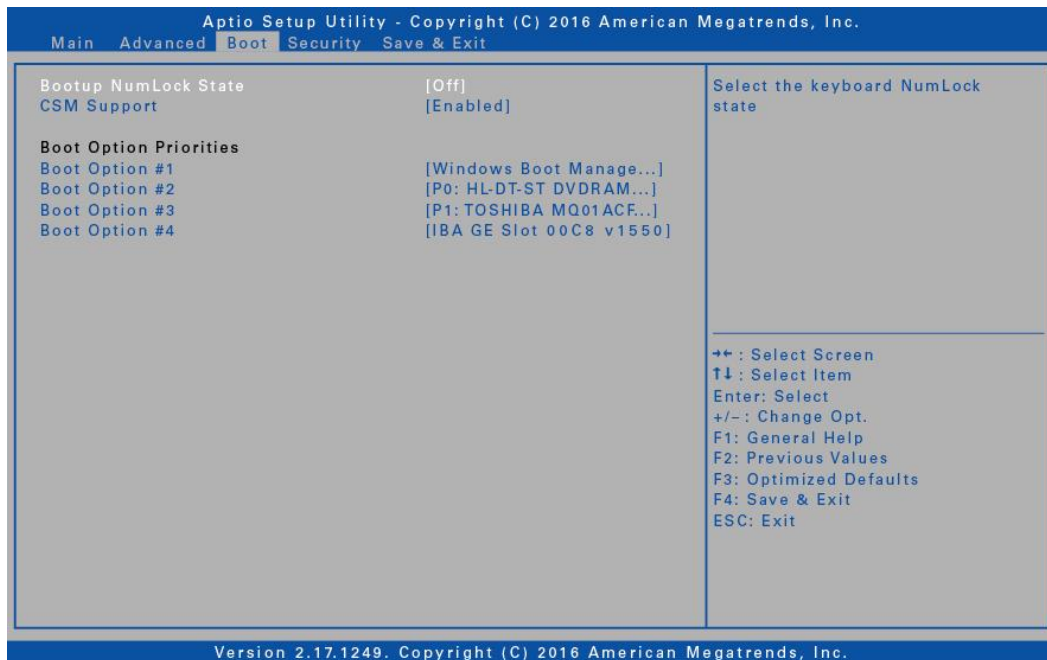 Aptio Setup Utility - Copyright (C) 2016 American Megatrends, Inc.
Main Advanced Boot Security Save & Exit
Bootup NumLock State [Off]
CSM Support [Enabled]
Boot Option Priorities
Boot Option #1 [Windows Boot Manage...]
Boot Option #2 [P0: HL-DT-ST DVDRAM...]
Boot Option #3 [P1: TOSHIBA MQ01ACF...]
Boot Option #4 [IBA GE Slot 00C8 v1550]
Select the keyboard NumLock
state
→←: Select Screen
↑↓: Select Item
Enter: Select
+/–: Change Opt.
F1: General Help
F2: Previous Values
F3: Optimized Defaults
F4: Save & Exit
ESC: Exit
Version 2.17.1249. Copyright (C) 2016 American Megatrends, Inc.